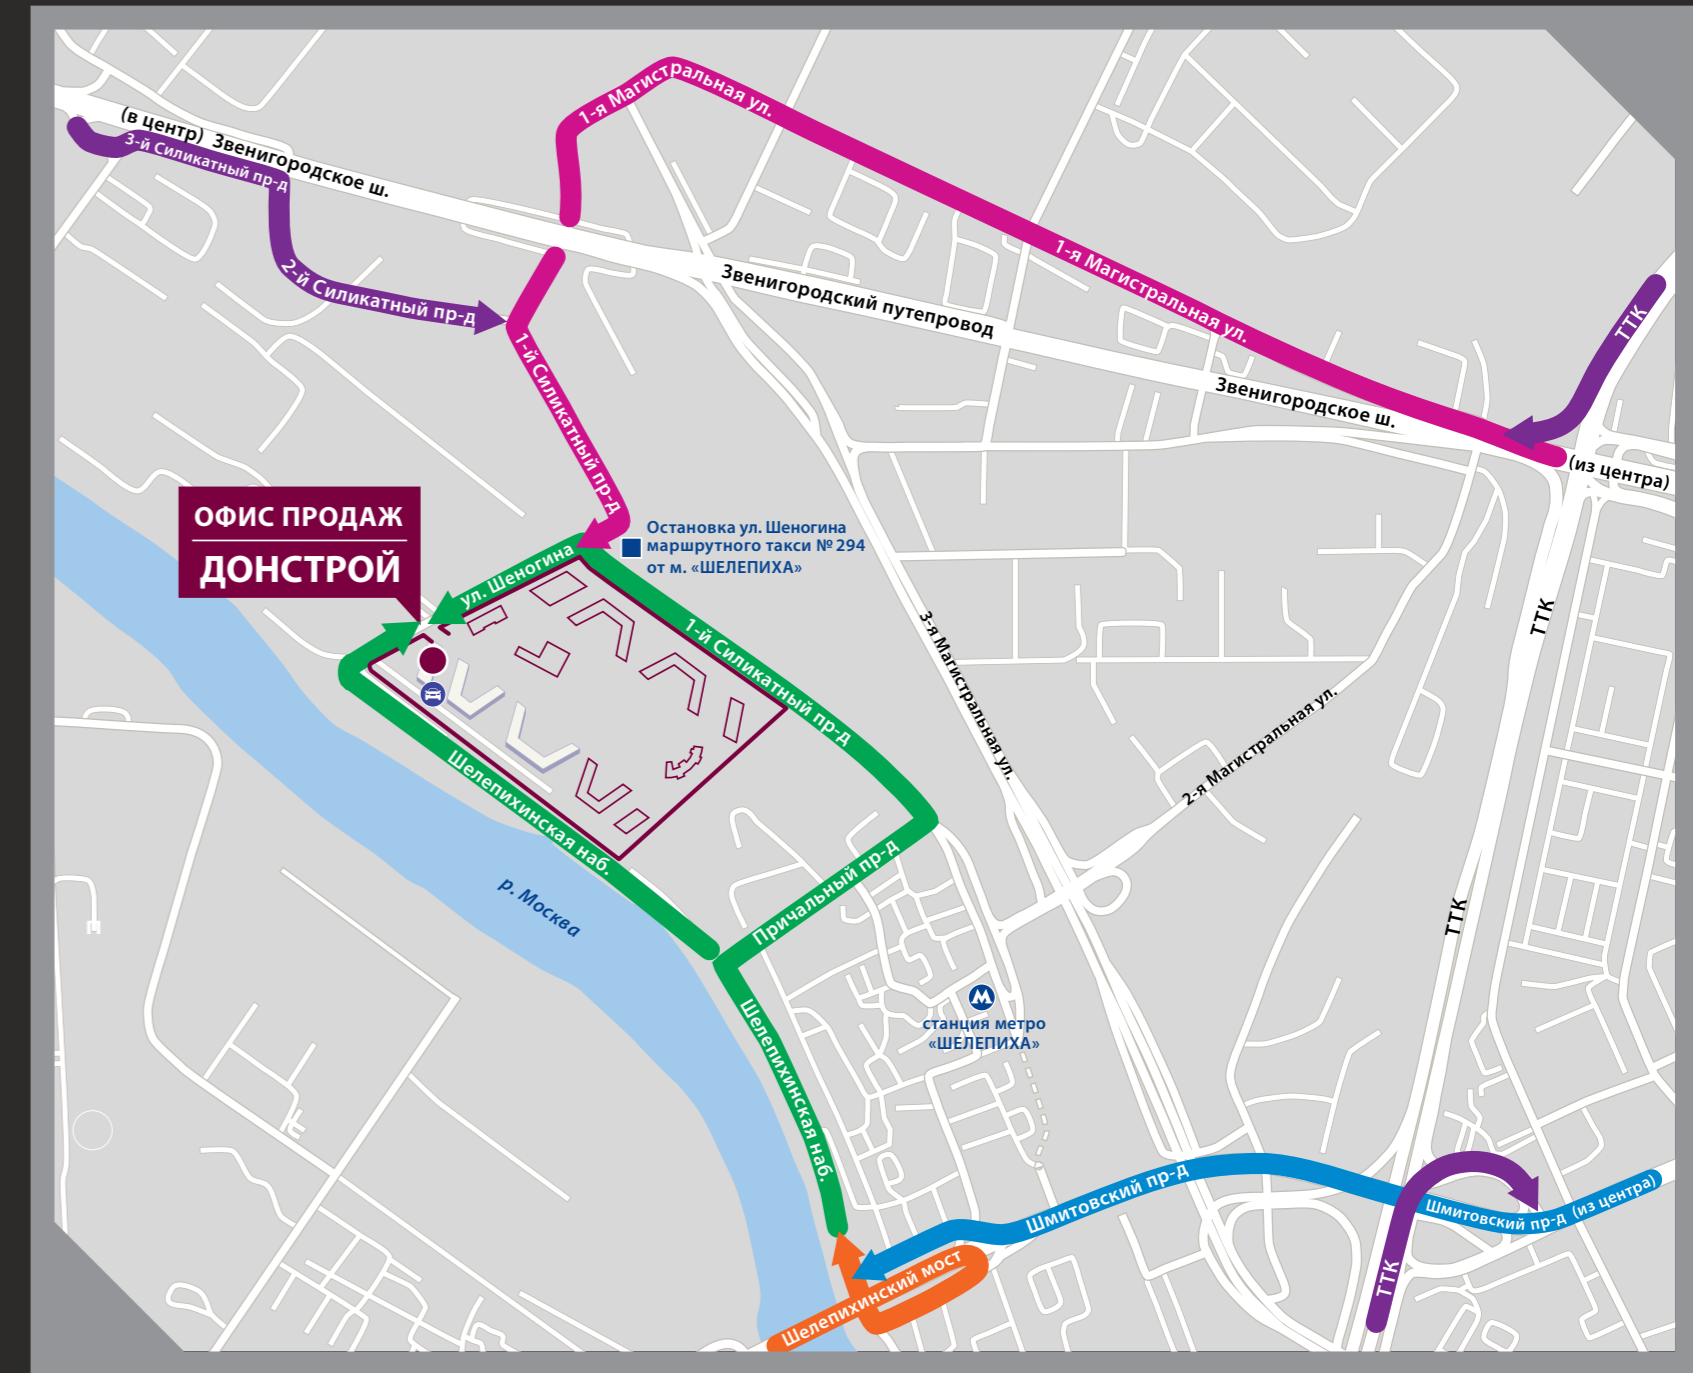 1-я Магистральная ул.
(в центр) Звенигородское ш.
3-й Силикатный пр-д
2-й Силикатный пр-д
1-я Магистральная ул.
Звенигородский путепровод
ТТК
1-й Силикатный пр-д
Звенигородское ш.
(из центра)
ОФИС ПРОДАЖ
ДОНСТРОЙ
Остановка ул. Шеногина
маршрутного такси № 294
от м. «ШЕЛЕПИХА»
ул. Шеногина
1-й Силикатный пр-д
3-я Магистральная ул.
ТТК
2-я Магистральная ул.
Шелепихинская наб.
р. Москва
Причальный пр-д
ТТК
М
станция метро
«ШЕЛЕПИХА»
Шелепихинская наб.
Шмитовский пр-д
Шмитовский пр-д (из центра)
ТТК
Шелепихинский мост